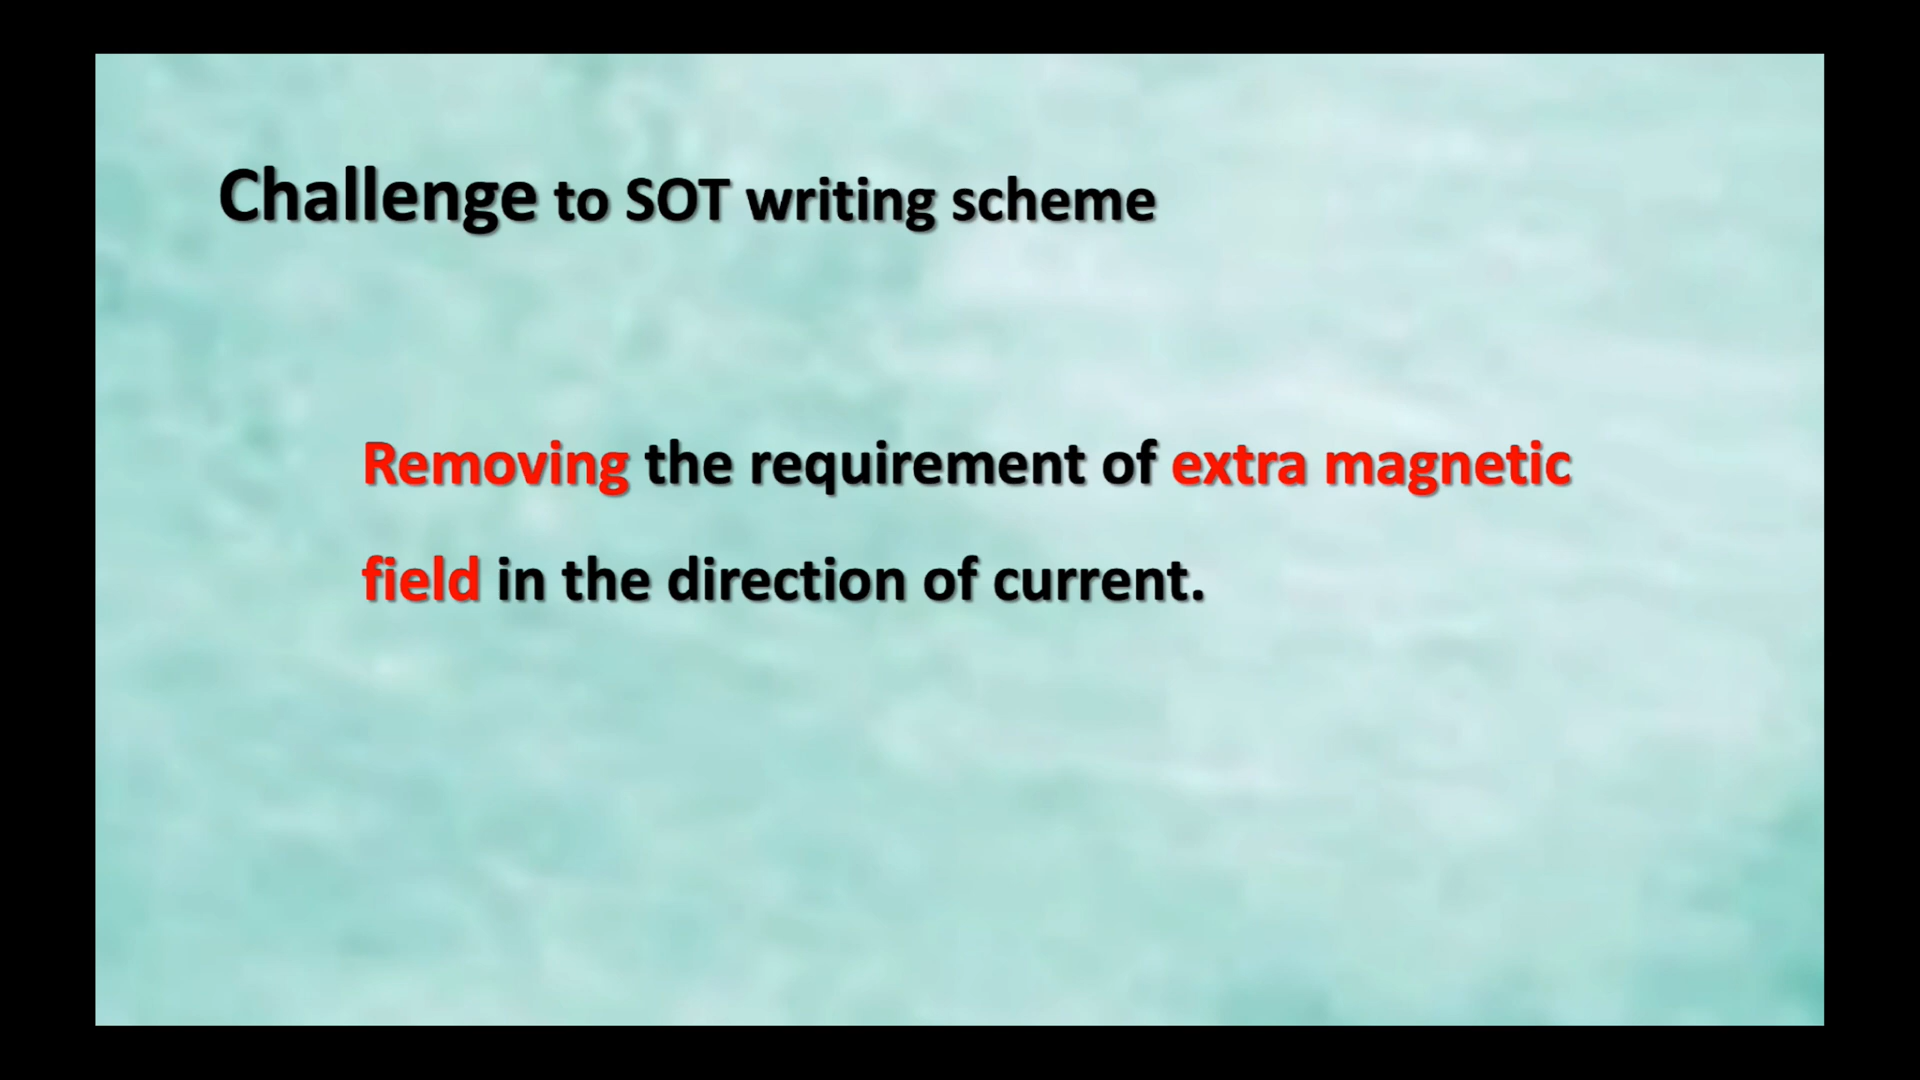 Challenge to SOT writing scheme
Removing the requirement of extra magnetic
field in the direction of current.